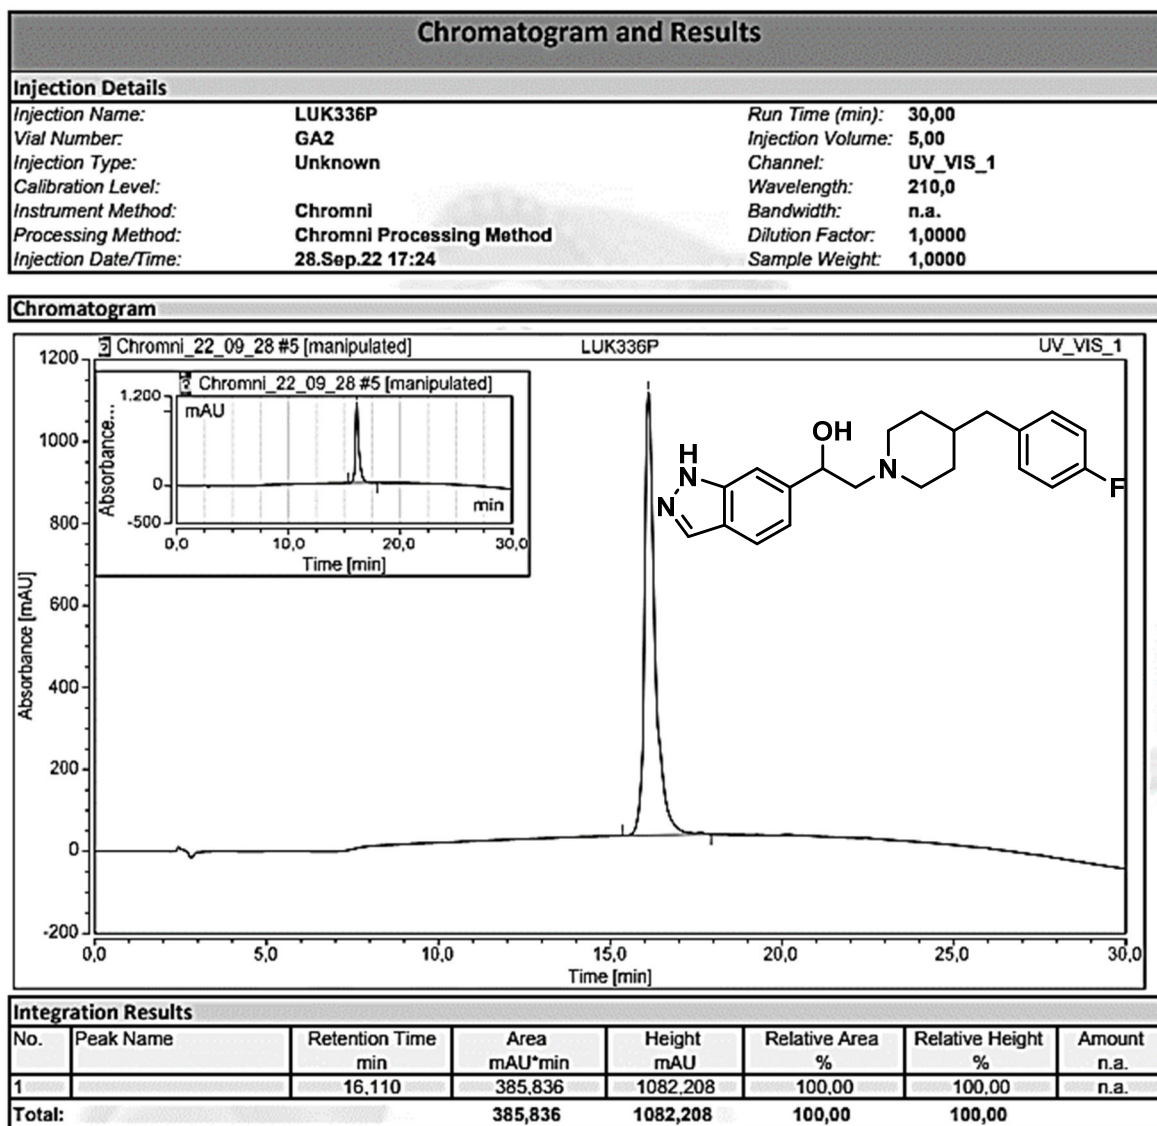 Chromatogram and Results
Injection Details
Injection Name: LUK336P Run Time (min): 30,00
Vial Number: GA2 Injection Volume: 5,00
Injection Type: Unknown Channel: UV_VIS_1
Calibration Level: Wavelength: 210,0
Instrument Method: Chromni Bandwidth: n.a.
Processing Method: Chromni Processing Method Dilution Factor: 1,0000
Injection Date/Time: 28.Sep.22 17:24 Sample Weight: 1,0000
Chromatogram
Chromni_22_09_28 #5 [manipulated] LUK336P UV_VIS_1
1200
1000
800
600
400
200
0
-200
Absorbance [mAU]
0,0 5,0 10,0 15,0 20,0 25,0 30,0
Time [min]
Chromni_22_09_28 #5 [manipulated]
1.200
0
-500
Absorbance...
mAU
min
0,0 10,0 20,0 30,0
Time [min]
OH
H
N
N
N
F
Integration Results
No. Peak Name Retention Time Area Height Relative Area Relative Height Amount
min mAU*min mAU % % n.a.
1 16,110 385,836 1082,208 100,00 100,00 n.a.
Total: 385,836 1082,208 100,00 100,00